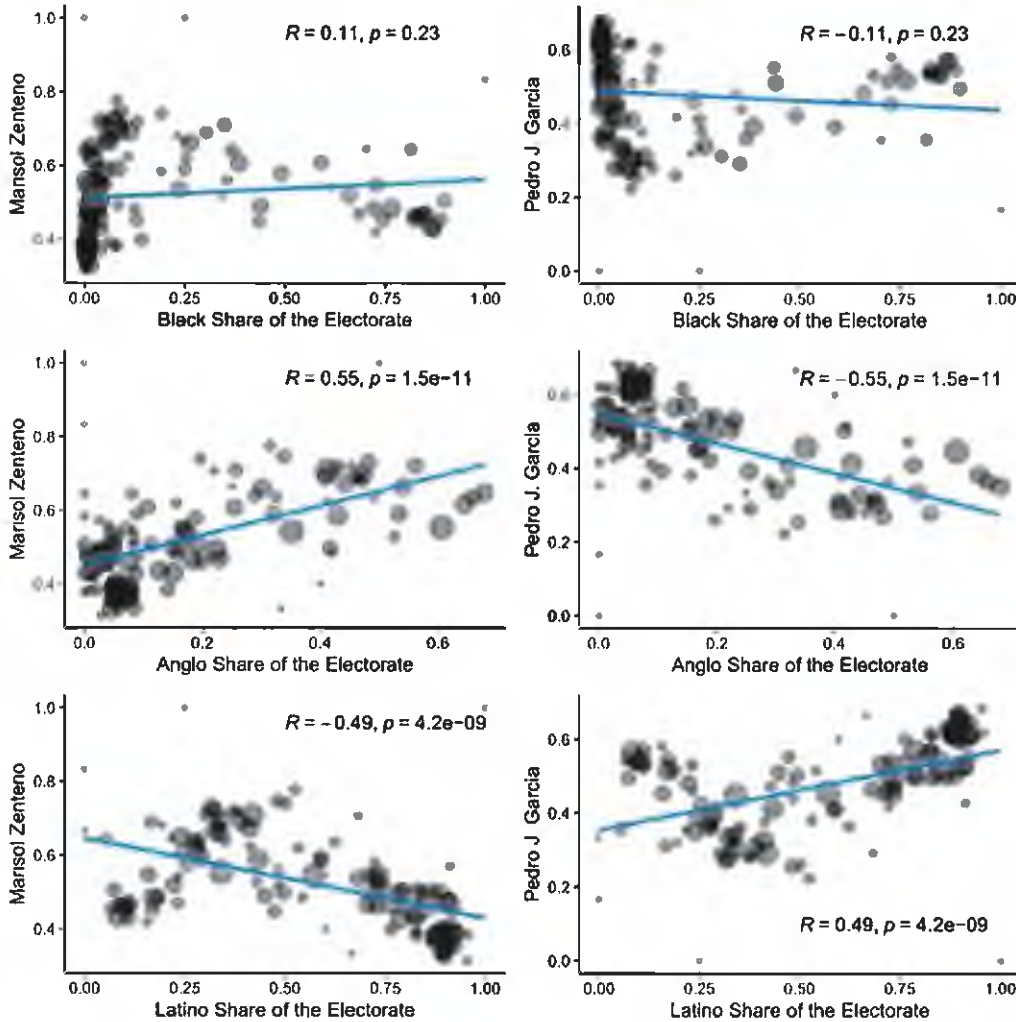 1.0
R = 0.11, p = 0.23
0.8
0.6
0.4
Marisol Zenteno
0.00 0.25 0.50 0.75 1.00
Black Share of the Electorate
R = −0.11, p = 0.23
0.6
0.4
0.2
0.0
Pedro J. Garcia
0.00 0.25 0.50 0.75 1.00
Black Share of the Electorate
1.0
R = 0.55, p = 1.5e−11
0.8
0.6
0.4
Marisol Zenteno
0.0 0.2 0.4 0.6
Anglo Share of the Electorate
R = −0.55, p = 1.5e−11
0.6
0.4
0.2
0.0
Pedro J. Garcia
0.0 0.2 0.4 0.6
Anglo Share of the Electorate
1.0
R = −0.49, p = 4.2e−09
0.8
0.6
0.4
Marisol Zenteno
0.00 0.25 0.50 0.75 1.00
Latino Share of the Electorate
0.6
0.4
0.2
R = 0.49, p = 4.2e−09
0.0
Pedro J Garcia
0.00 0.25 0.50 0.75 1.00
Latino Share of the Electorate